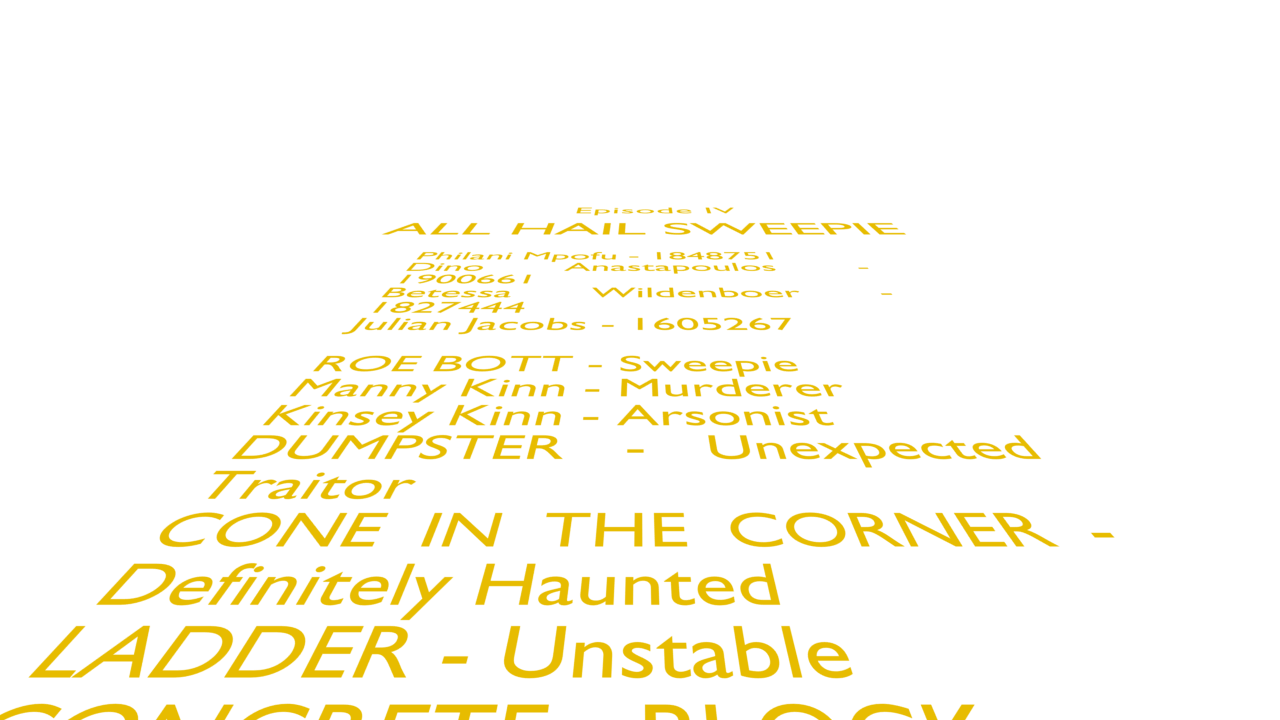 Episode IV
ALL HAIL SWEEPIE
Philani Mpofu - 1848751
Dino Anastapoulos -
1900661
Betessa Wildenboer -
1827444
Julian Jacobs - 1605267
ROE BOTT - Sweepie
Manny Kinn - Murderer
Kinsey Kinn - Arsonist
DUMPSTER - Unexpected
Traitor
CONE IN THE CORNER -
Definitely Haunted
LADDER - Unstable
CONCRETE